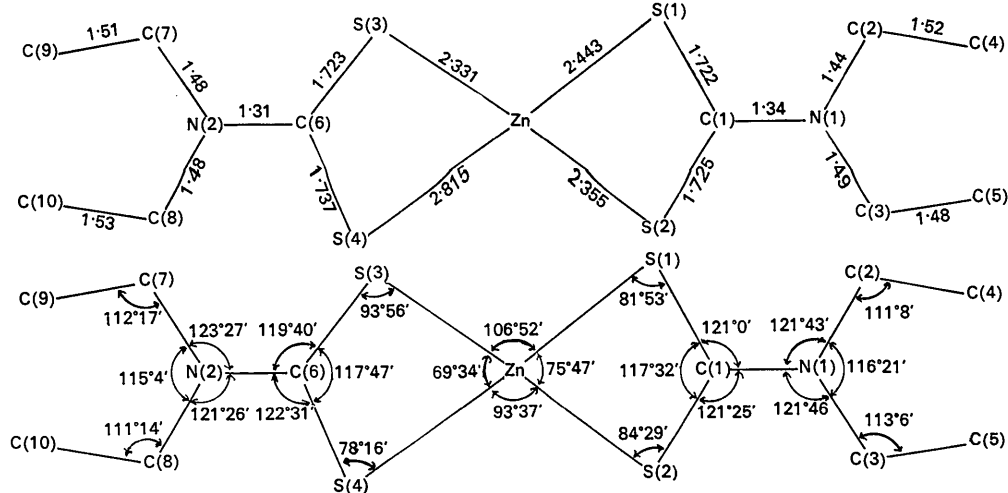 S(3) S(1)
C(9) 1·51 C(7) C(2) 1·52 C(4)
1·723 2·331 2·443 1·722
1·48 1·44
N(2) 1·31 C(6) Zn C(1) 1·34 N(1)
1·48 1·737 2·815 2·355 1·725 1·49
C(10) 1·53 C(8) C(3) 1·48 C(5)
S(4) S(2)
S(3) S(1)
C(9) C(7) C(2) C(4)
112°17′ 93°56′ 81°53′ 111°8′
123°27′ 119°40′ 106°52′ 121°0′ 121°43′
115°4′ N(2) C(6) 117°47′ 69°34′ Zn 75°47′ 117°32′ C(1) N(1) 116°21′
121°26′ 122°31′ 93°37′ 121°25′ 121°46
C(10) 111°14′ C(8) 78°16′ 84°29′ C(3) 113°6′ C(5)
S(4) S(2)